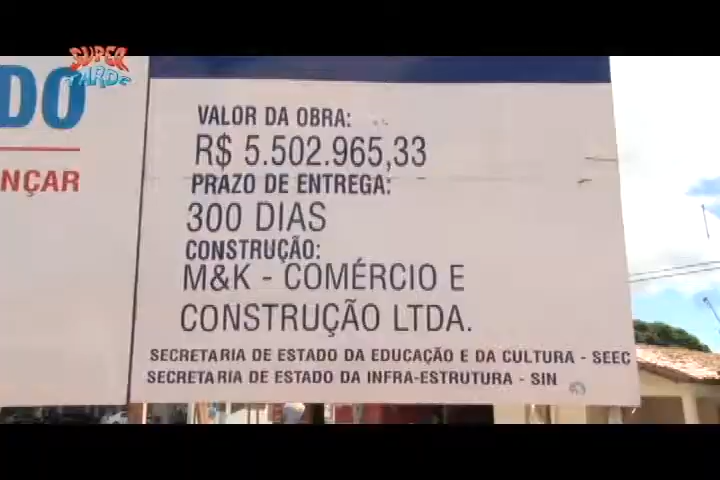 SUPER
TARDE
DO
NÇAR
VALOR DA OBRA:
R$ 5.502.965,33
PRAZO DE ENTREGA:
300 DIAS
CONSTRUÇÃO:
M&K - COMÉRCIO E
CONSTRUÇÃO LTDA.
SECRETARIA DE ESTADO DA EDUCAÇÃO E DA CULTURA - SEEC
SECRETARIA DE ESTADO DA INFRA-ESTRUTURA - SIN